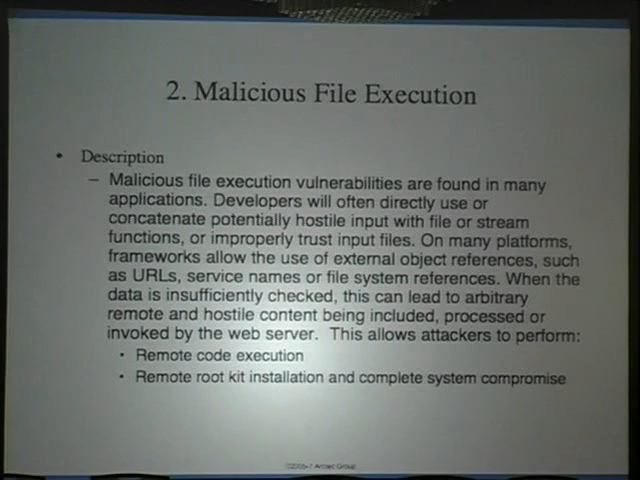 2. Malicious File Execution
• Description
– Malicious file execution vulnerabilities are found in many
applications. Developers will often directly use or
concatenate potentially hostile input with file or stream
functions, or improperly trust input files. On many platforms,
frameworks allow the use of external object references, such
as URLs, service names or file system references. When the
data is insufficiently checked, this can lead to arbitrary
remote and hostile content being included, processed or
invoked by the web server. This allows attackers to perform:
• Remote code execution
• Remote root kit installation and complete system compromise
Group